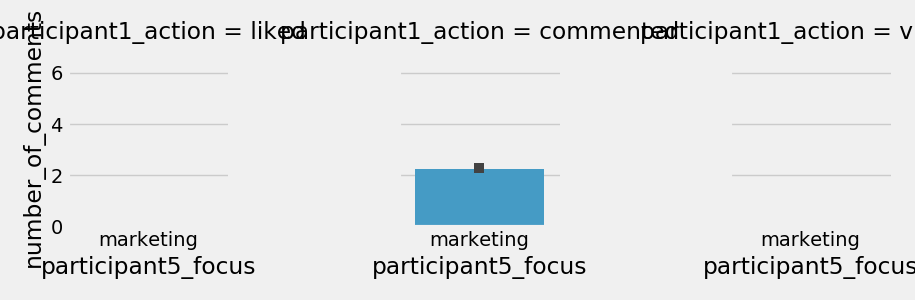 participant1_action = liked
participant1_action = commented
participant1_action = v
number_of_comments
6
4
2
0
marketing
marketing
marketing
participant5_focus
participant5_focus
participant5_focus